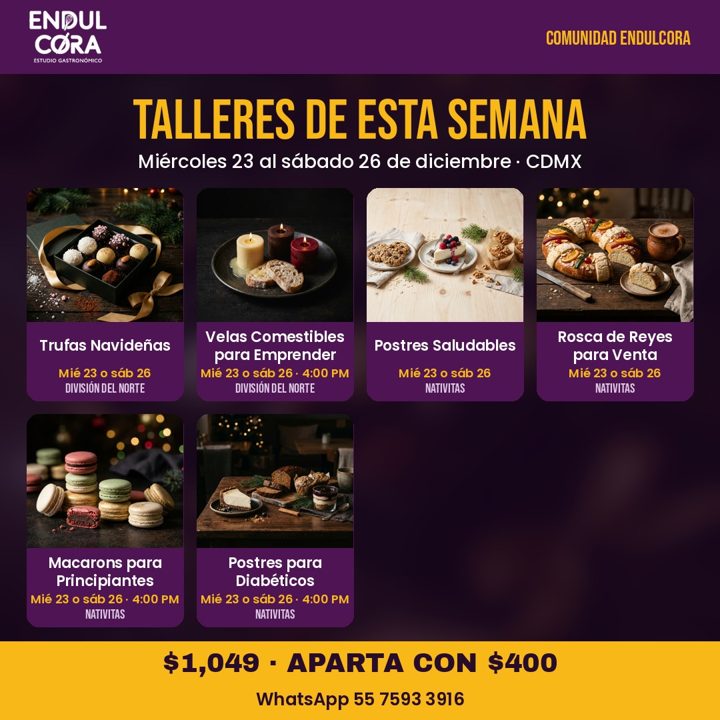 ENDUL
CØRA
ESTUDIO GASTRONÓMICO
COMUNIDAD ENDULCORA
TALLERES DE ESTA SEMANA
Miércoles 23 al sábado 26 de diciembre · CDMX
Trufas Navideñas
Mié 23 o sáb 26
DIVISIÓN DEL NORTE
Velas Comestibles
para Emprender
Mié 23 o sáb 26 · 4:00 PM
DIVISIÓN DEL NORTE
Postres Saludables
Mié 23 o sáb 26
NATIVITAS
Rosca de Reyes
para Venta
Mié 23 o sáb 26
NATIVITAS
Macarons para
Principiantes
Mié 23 o sáb 26 · 4:00 PM
NATIVITAS
Postres para
Diabéticos
Mié 23 o sáb 26 · 4:00 PM
NATIVITAS
$1,049 · APARTA CON $400
WhatsApp 55 7593 3916